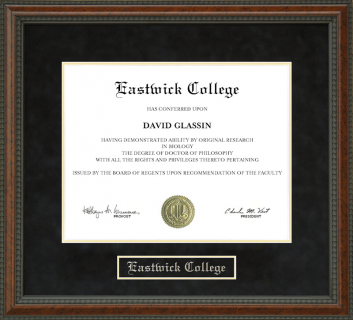 Eastwick College
HAS CONFERRED UPON
DAVID GLASSIN
HAVING DEMONSTRATED ABILITY BY ORIGINAL RESEARCH
IN BIOLOGY
THE DEGREE OF DOCTOR OF PHILOSOPHY
WITH ALL THE RIGHTS AND PRIVILEGES THERETO PERTAINING
ISSUED BY THE BOARD OF REGENTS UPON RECOMMENDATION OF THE FACULTY
PROVOST
PRESIDENT
Eastwick College